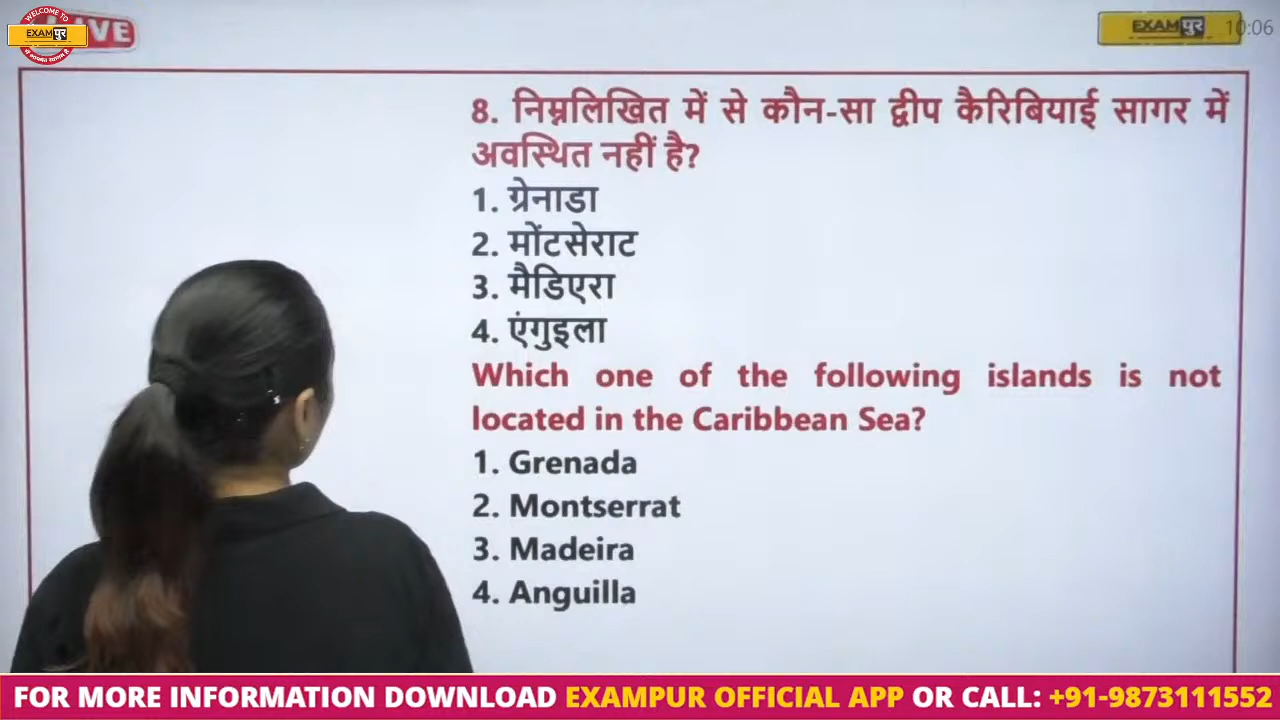 WELCOME TO
EXAMपुर
LIVE
EXAMपुर
10:06
8. निम्नलिखित में से कौन-सा द्वीप कैरिबियाई सागर में
अवस्थित नहीं है?
1. ग्रेनाडा
2. मोंटसेराट
3. मैडिएरा
4. एंगुइला
Which one of the following islands is not
located in the Caribbean Sea?
1. Grenada
2. Montserrat
3. Madeira
4. Anguilla
FOR MORE INFORMATION DOWNLOAD EXAMPUR OFFICIAL APP OR CALL: +91-9873111552